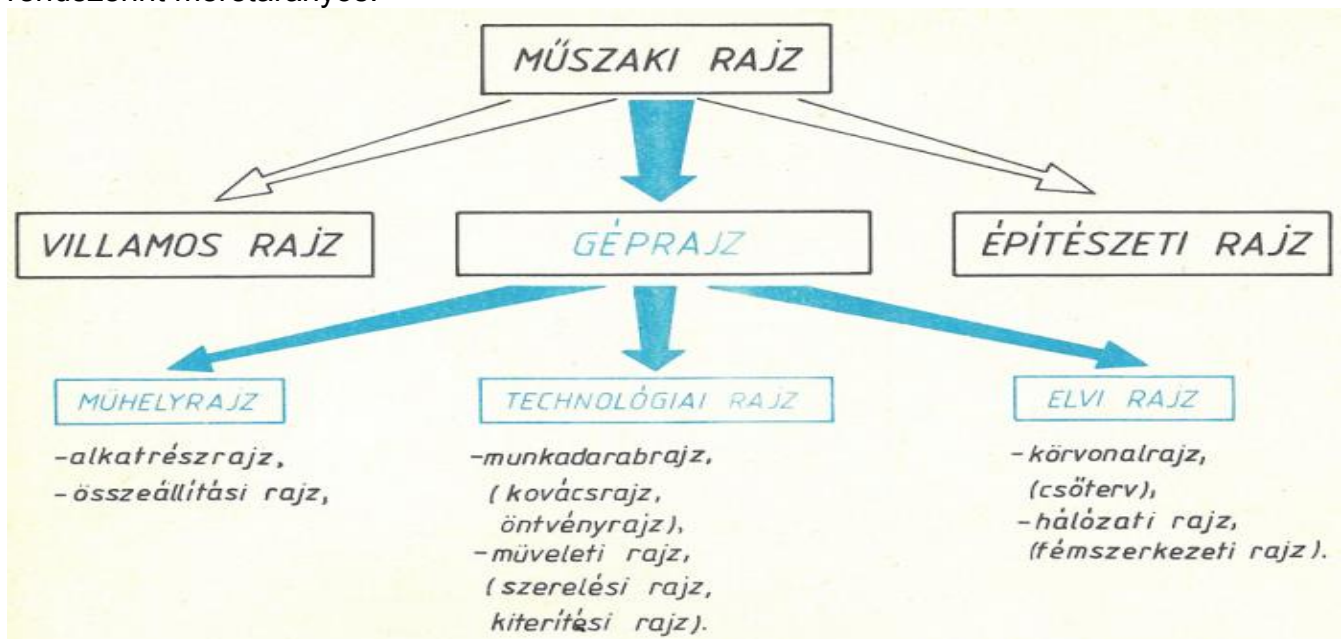 rendszerint méretarányos.
MŰSZAKI RAJZ
VILLAMOS RAJZ
GÉPRAJZ
ÉPÍTÉSZETI RAJZ
MŰHELYRAJZ
-alkatrészrajz,
-összeállítási rajz,
TECHNOLÓGIAI RAJZ
-munkadarabrajz,
(kovácsrajz,
öntvényrajz),
-műveleti rajz,
(szerelési rajz,
kiterítési rajz).
ELVI RAJZ
-körvonalrajz,
(csőterv),
-hálózati rajz,
(fémszerkezeti rajz).